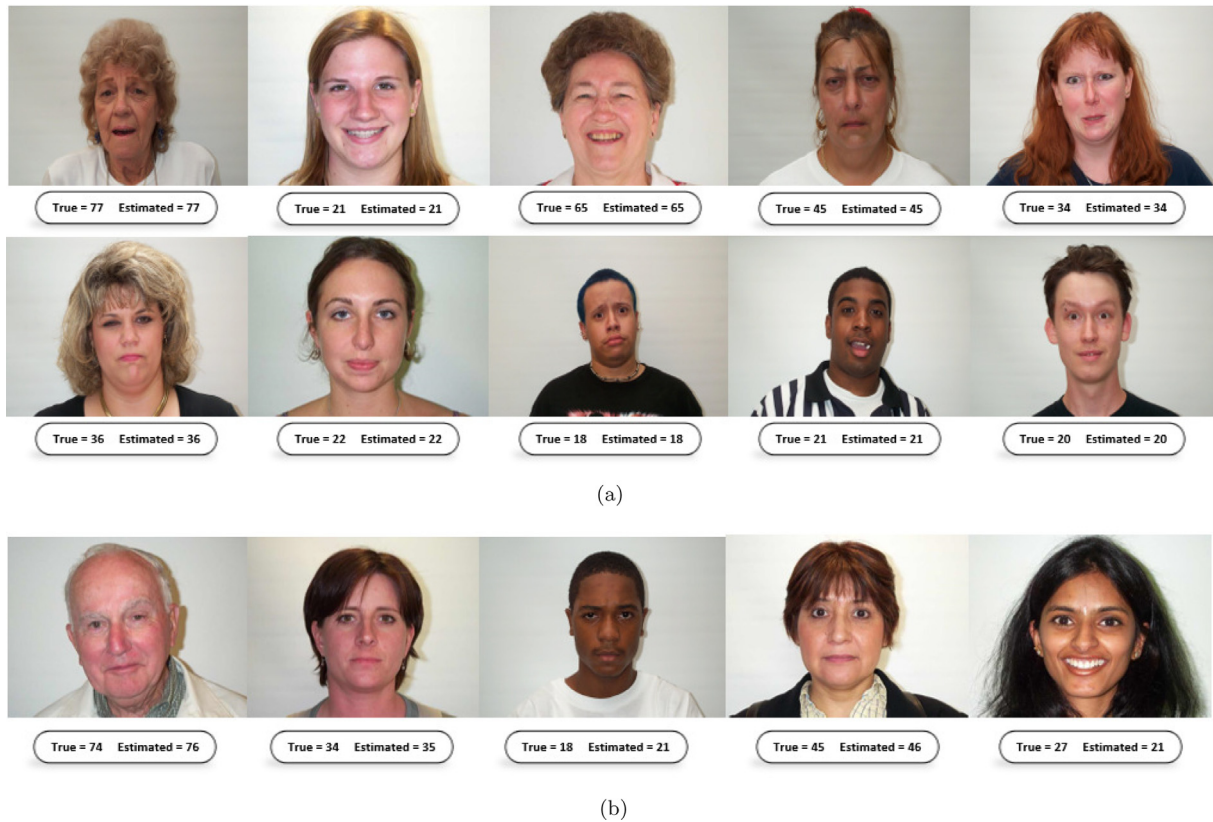 True = 77 Estimated = 77
True = 21 Estimated = 21
True = 65 Estimated = 65
True = 45 Estimated = 45
True = 34 Estimated = 34
True = 36 Estimated = 36
True = 22 Estimated = 22
True = 18 Estimated = 18
True = 21 Estimated = 21
True = 20 Estimated = 20
(a)
True = 74 Estimated = 76
True = 34 Estimated = 35
True = 18 Estimated = 21
True = 45 Estimated = 46
True = 27 Estimated = 21
(b)